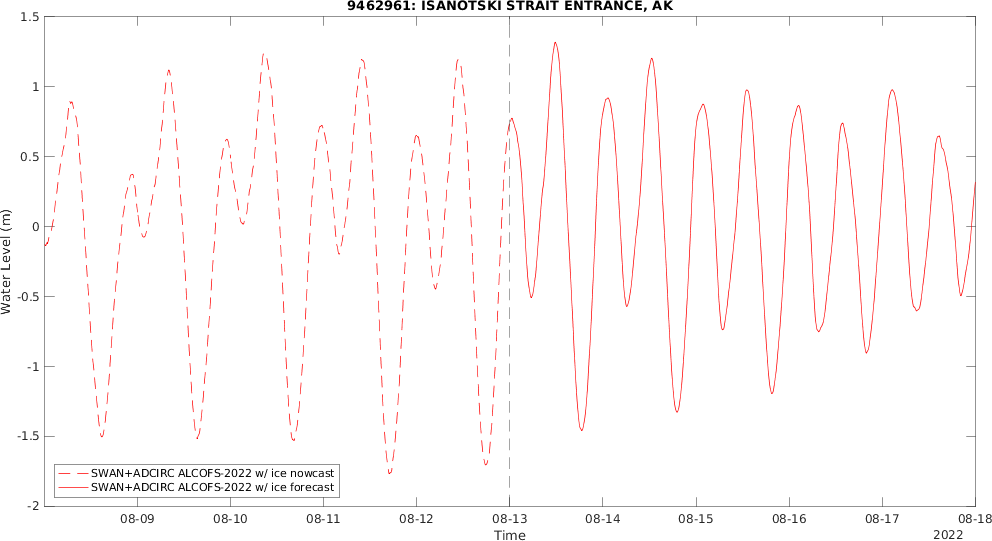 9462961: ISANOTSKI STRAIT ENTRANCE, AK
1.5
1
0.5
0
-0.5
-1
-1.5
-2
Water Level (m)
SWAN+ADCIRC ALCOFS-2022 w/ ice nowcast
SWAN+ADCIRC ALCOFS-2022 w/ ice forecast
08-09 08-10 08-11 08-12 08-13 08-14 08-15 08-16 08-17 08-18
Time
2022